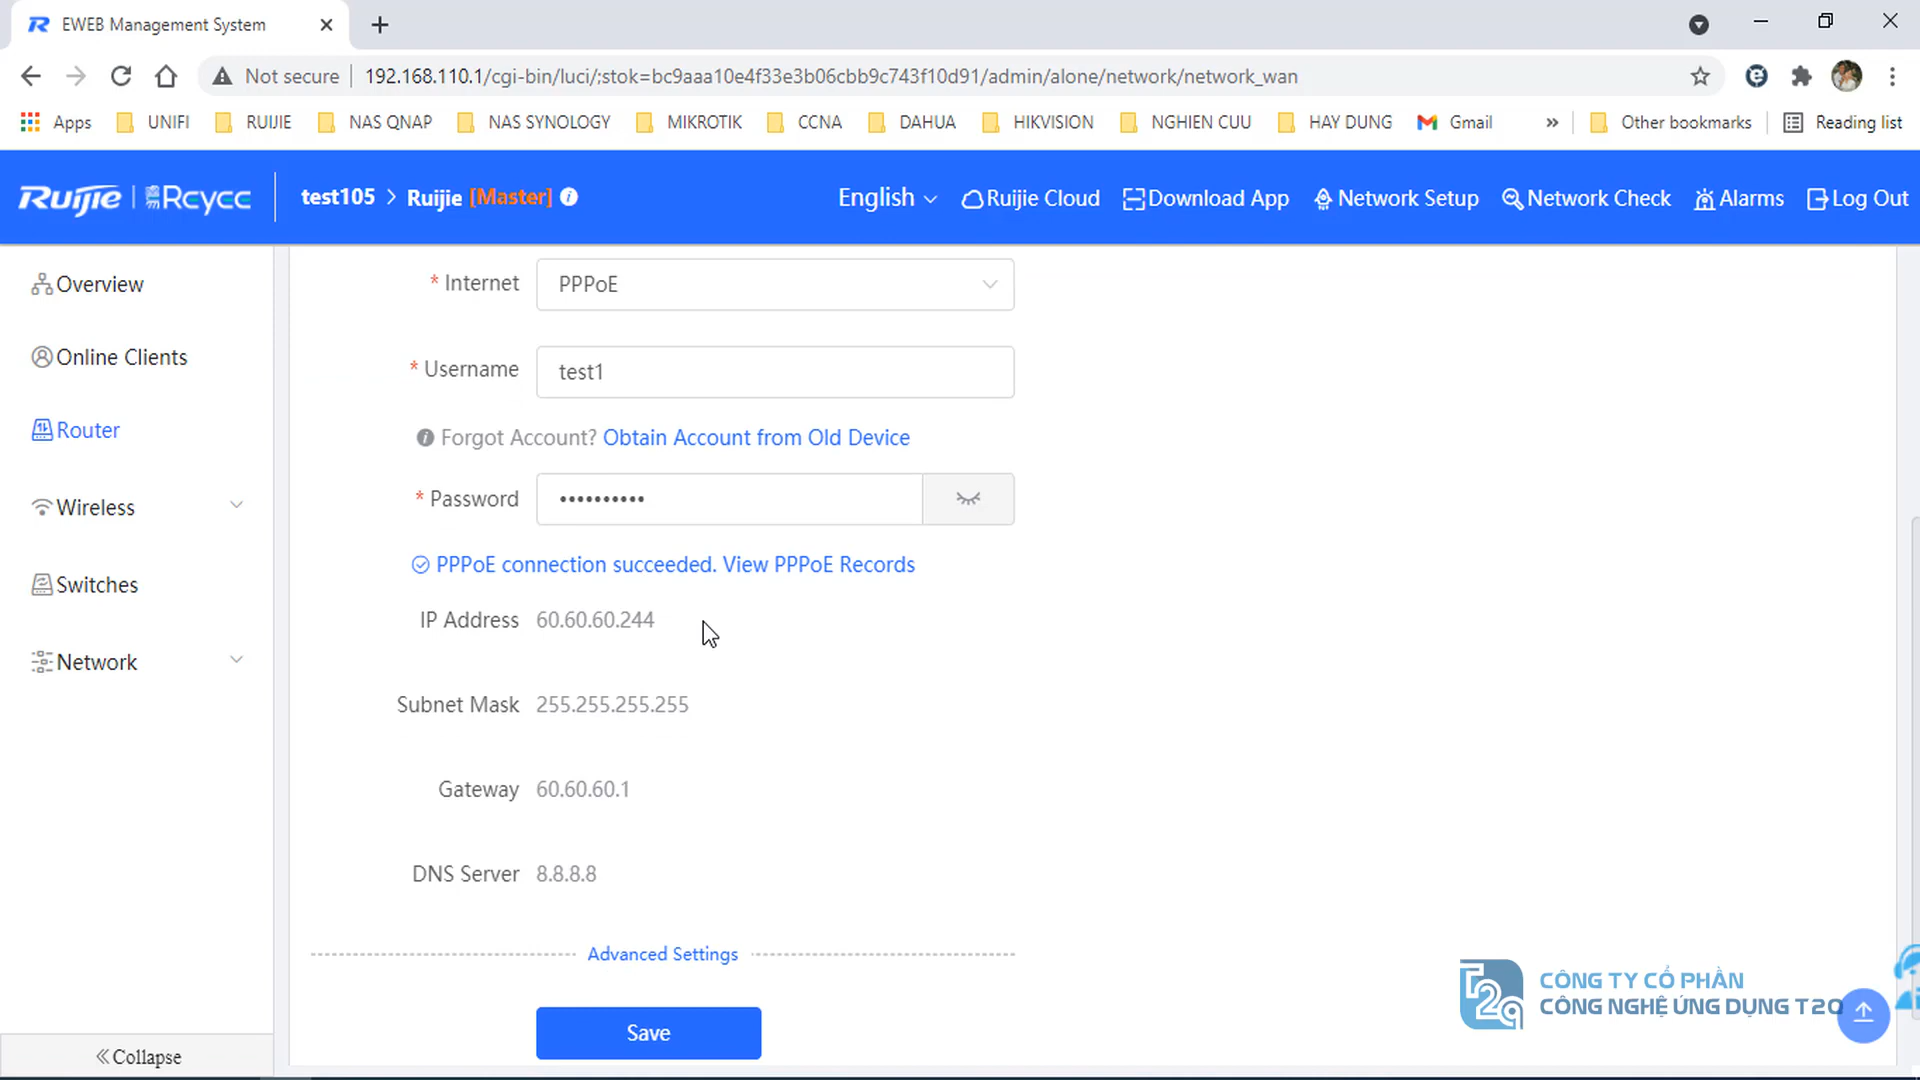 EWEB Management System
Not secure
192.168.110.1/cgi-bin/luci/;stok=bc9aaa10e4f33e3b06cbb9c743f10d91/admin/alone/network/network_wan
Apps UNIFI RUIJIE NAS QNAP NAS SYNOLOGY MIKROTIK CCNA DAHUA HIKVISION NGHIEN CUU HAY DUNG Gmail » Other bookmarks Reading list
Ruijie | Reyee test105 > Ruijie [Master] English Ruijie Cloud Download App Network Setup Network Check Alarms Log Out
Overview
Online Clients
Router
Wireless
Switches
Network
Collapse
* Internet PPPoE
* Username test1
Forgot Account? Obtain Account from Old Device
* Password ••••••••••
PPPoE connection succeeded. View PPPoE Records
IP Address 60.60.60.244
Subnet Mask 255.255.255.255
Gateway 60.60.60.1
DNS Server 8.8.8.8
Advanced Settings
Save
T2Q
CÔNG TY CỔ PHẦN
CÔNG NGHỆ ỨNG DỤNG T2Q